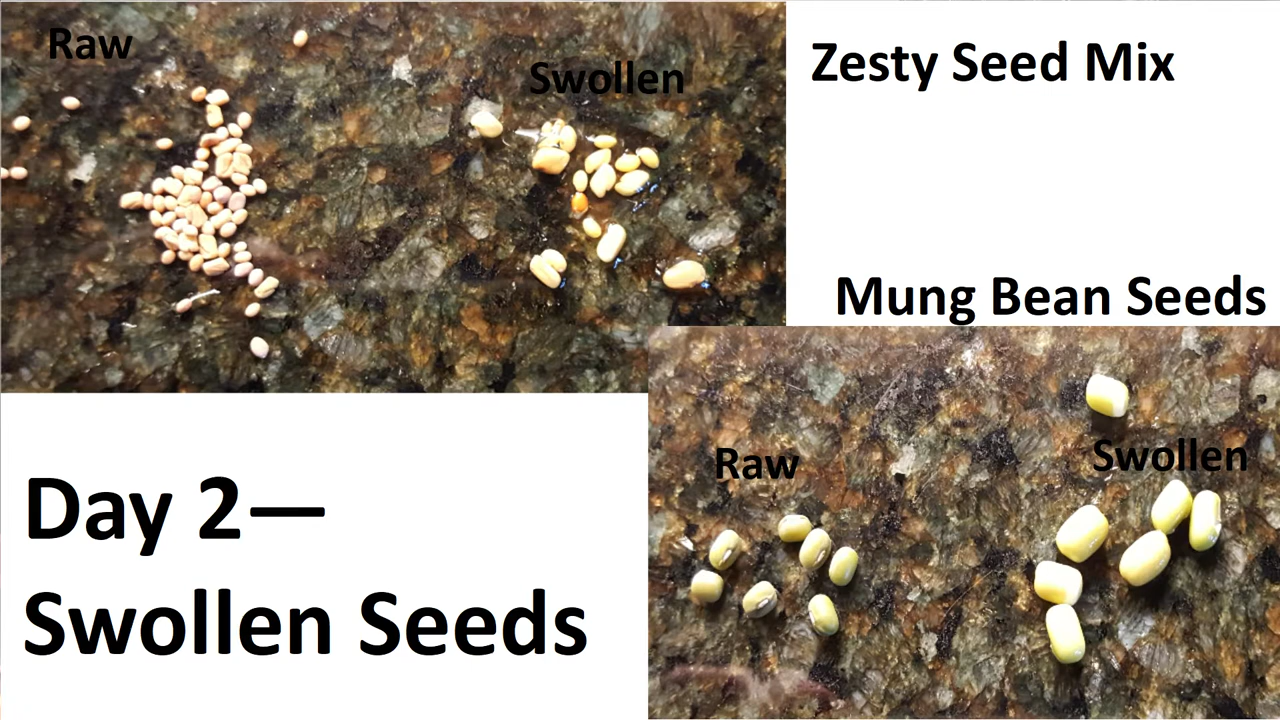 Raw
Swollen
Zesty Seed Mix
Mung Bean Seeds
Raw
Swollen
Day 2—
Swollen Seeds